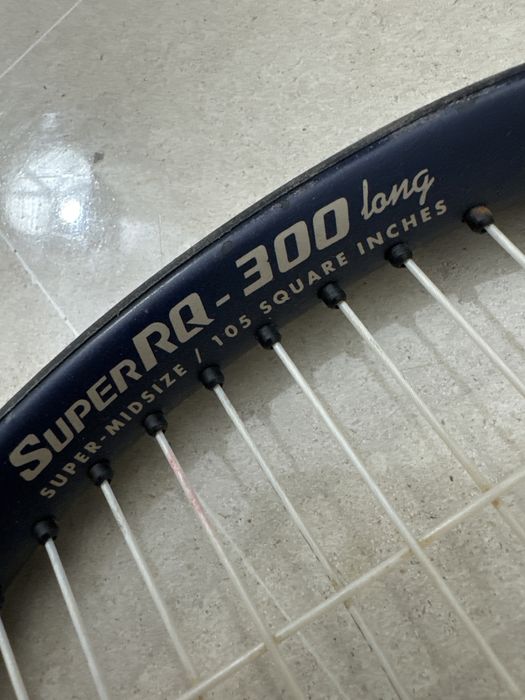 SUPERRQ-300 long
SUPER-MIDSIZE / 105 SQUARE INCHES